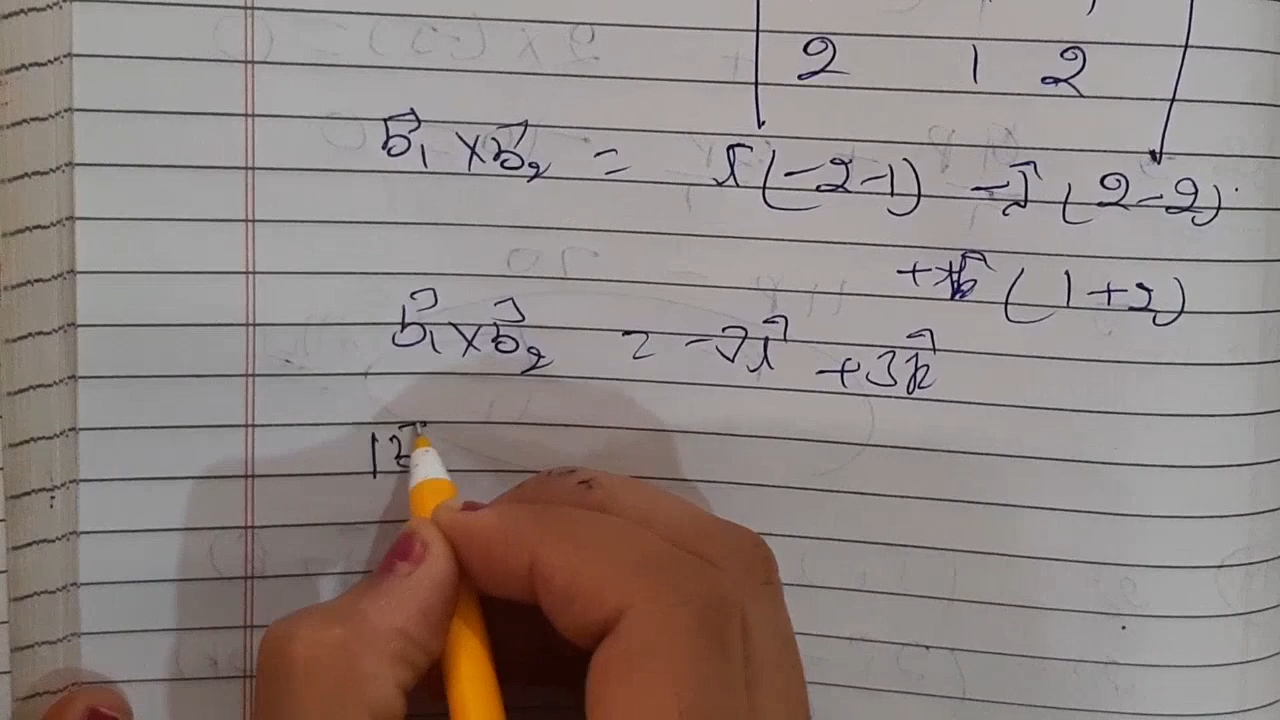 2 1 2
b⃗₁ × b⃗₂ = î(-2-1) -ĵ (2-2)
+ k̂ (1+2)
b⃗₁ × b⃗₂ = -3î + 3k̂
|b⃗